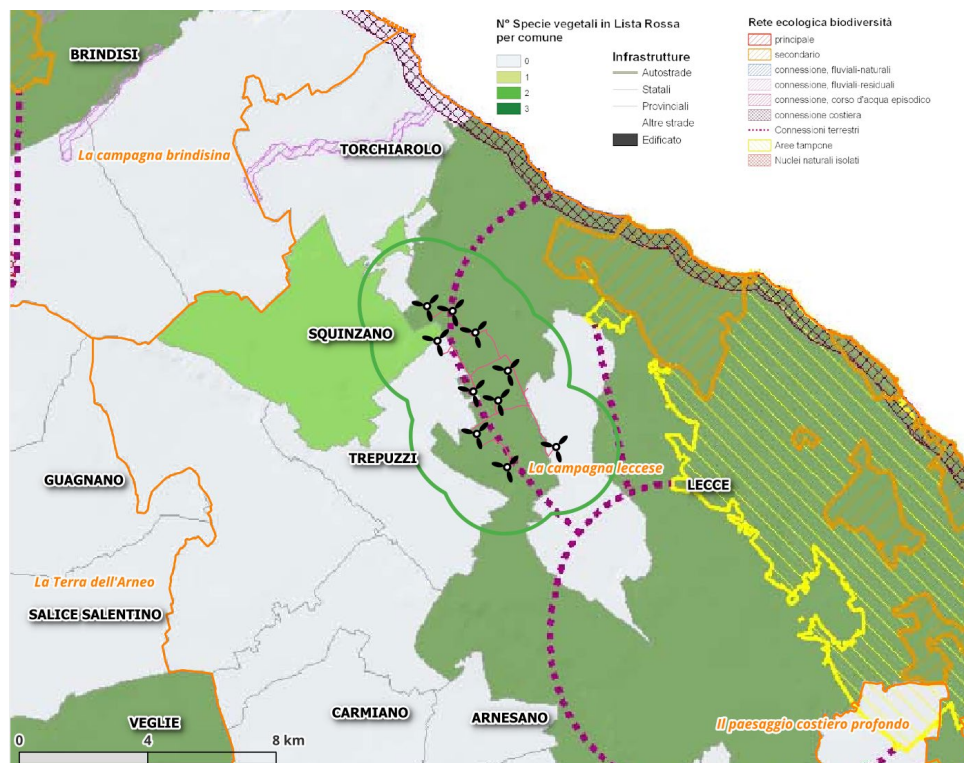 N° Specie vegetali in Lista Rossa
per comune
0
1
2
3
Infrastrutture
Autostrade
Statali
Provinciali
Altre strade
Edificato
Rete ecologica biodiversità
principale
secondario
connessione, fluviali-naturali
connessione, fluviali-residuali
connessione, corso d'acqua episodico
connessione costiera
Connessioni terrestri
Aree tampone
Nuclei naturali isolati
BRINDISI
La campagna brindisina
TORCHIAROLO
SQUINZANO
TREPUZZI
La campagna leccese
LECCE
GUAGNANO
La Terra dell'Arneo
SALICE SALENTINO
VEGLIE
CARMIANO
ARNESANO
Il paesaggio costiero profondo
0 4 8 km